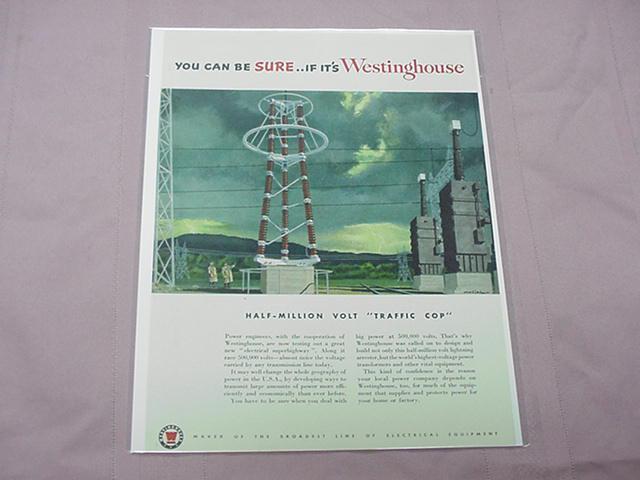 YOU CAN BE SURE..IF IT'S Westinghouse
HALF-MILLION VOLT "TRAFFIC COP"
Power engineers, with the cooperation of
Westinghouse, are now testing out a great
new "electrical superhighway". Along it
race 500,000 volts—almost twice the voltage
carried by any transmission line today.
It may well change the whole geography of
power in the U.S.A., by developing ways to
transmit large amounts of power more effi-
ciently and economically than ever before.
You have to be sure when you deal with
big power at 500,000 volts. That's why
Westinghouse was called on to design and
build not only this half-million volt lightning
arrester, but the world's highest-voltage power
transformers and other vital equipment.
This kind of confidence is the reason
your local power company depends on
Westinghouse, too, for much of the equip-
ment that supplies and protects power for
your home or factory.
WESTINGHOUSE
W
MAKER OF THE BROADEST LINE OF ELECTRICAL EQUIPMENT